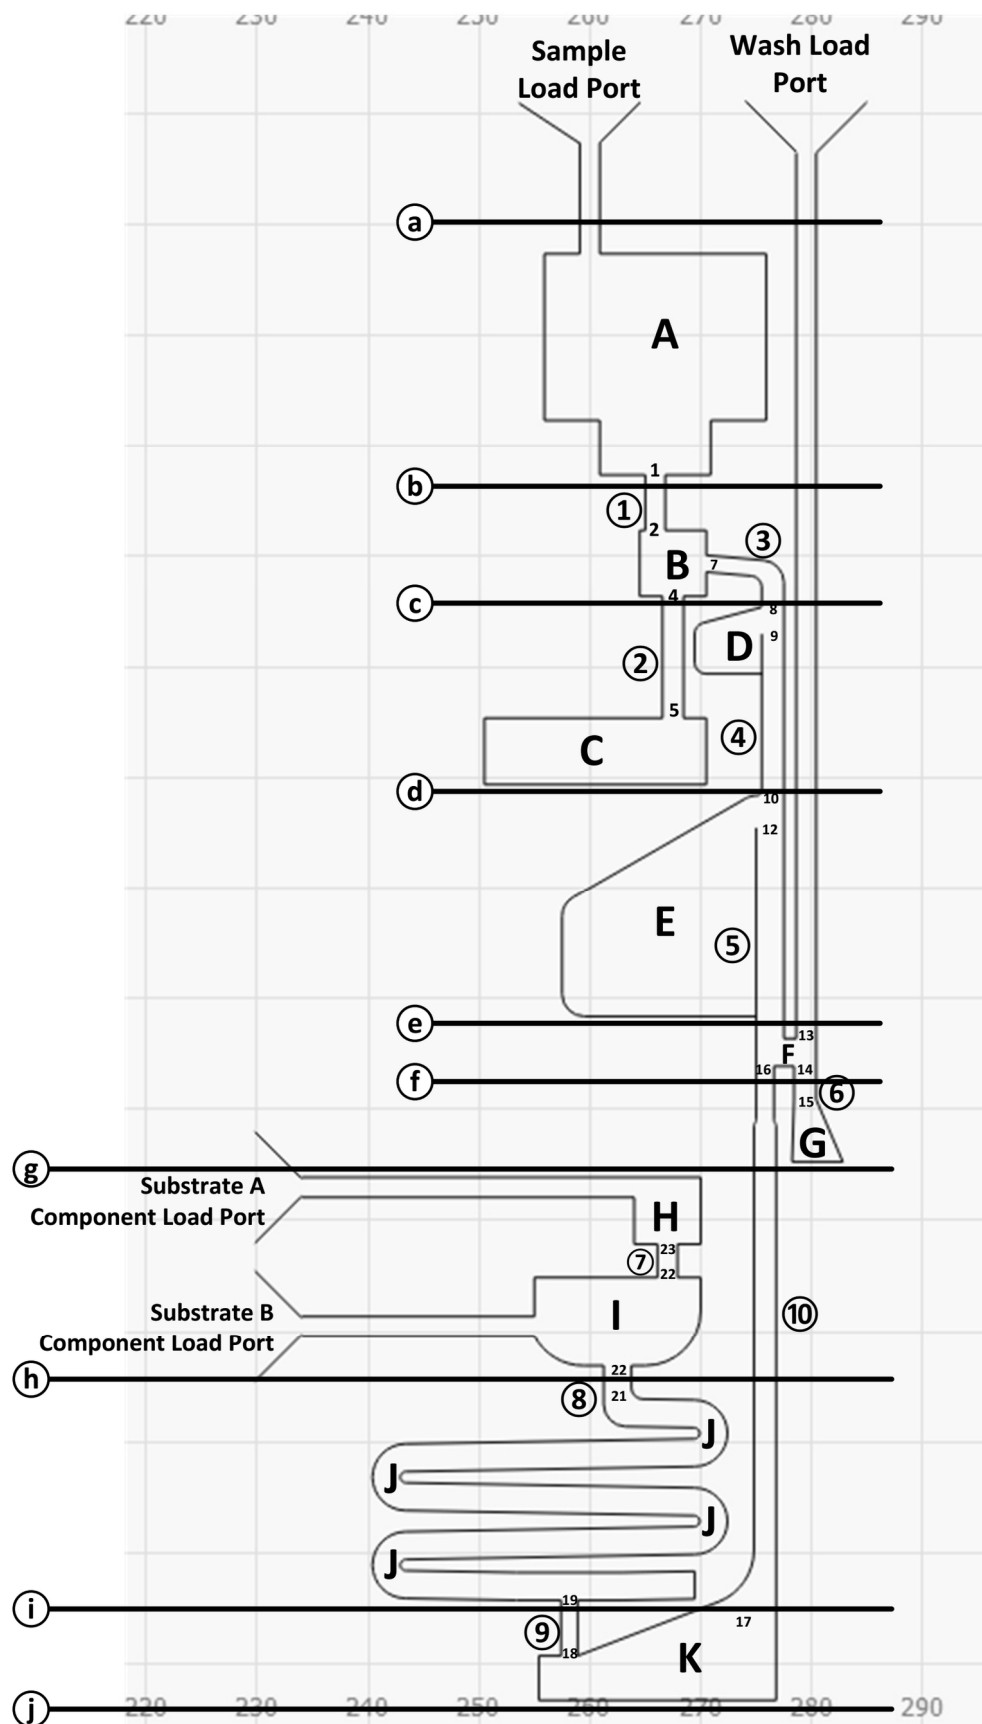 220 230 240 250 260 270 280 290
Sample
Load Port
Wash Load
Port
a
A
1
b
1
2
3
B
7
4
c
8
9
D
2
5
4
C
d
10
12
E
5
e
13
F
16 14
f
6
15
G
g
Substrate A
Component Load Port
H
23
7
22
10
I
Substrate B
Component Load Port
22
h
21
8
J
J
J
J
19
i
17
9
18
K
j
220 230 240 250 260 270 280 290